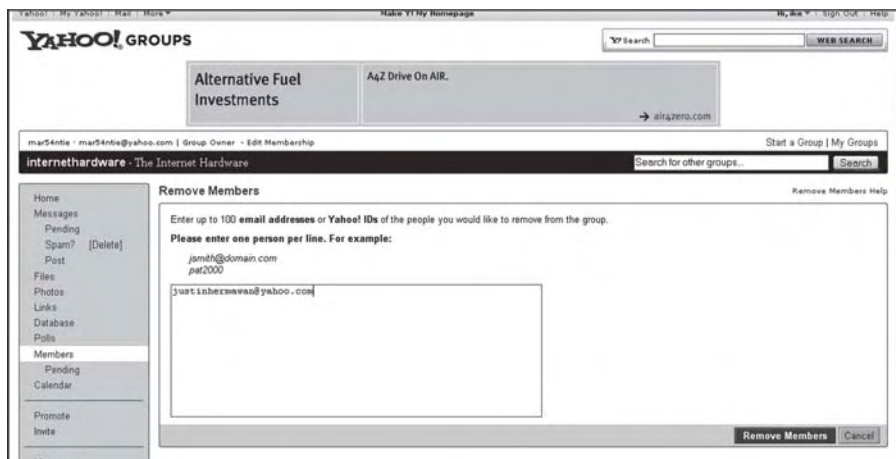 Yahoo! | My Yahoo! | Mail | More
Make Y! My Homepage
Hi, ike | Sign Out | Help
YAHOO! GROUPS
Y! Search
WEB SEARCH
Alternative Fuel
Investments
A4Z Drive On AIR.
→ air4zero.com
mar54ntie · mar54ntie@yahoo.com | Group Owner - Edit Membership
Start a Group | My Groups
internethardware · The Internet Hardware
Search for other groups...
Search
Home
Messages
Pending
Spam? [Delete]
Post
Files
Photos
Links
Database
Polls
Members
Pending
Calendar
Promote
Invite
Remove Members
Remove Members Help
Enter up to 100 email addresses or Yahoo! IDs of the people you would like to remove from the group.
Please enter one person per line. For example:
jsmith@domain.com
pat2000
justinhermawan@yahoo.com
Remove Members
Cancel